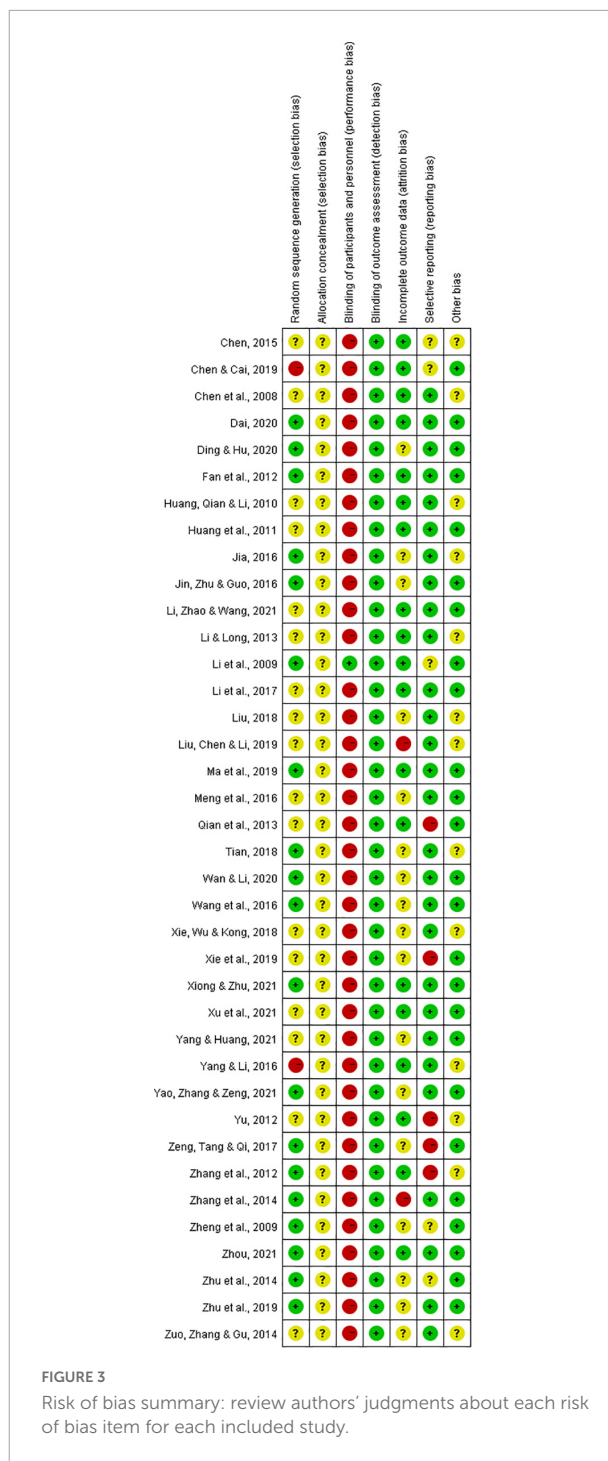 Random sequence generation (selection bias)
Allocation concealment (selection bias)
Blinding of participants and personnel (performance bias)
Blinding of outcome assessment (detection bias)
Incomplete outcome data (attrition bias)
Selective reporting (reporting bias)
Other bias
Chen, 2015 ? ? - + + ? ?
Chen & Cai, 2019 - ? - + + ? +
Chen et al., 2008 ? ? - + + + ?
Dai, 2020 + ? - + + + +
Ding & Hu, 2020 + ? - + ? + +
Fan et al., 2012 + ? - + + + +
Huang, Qian & Li, 2010 ? ? - + + + ?
Huang et al., 2011 ? ? - + + + +
Jia, 2016 + ? - + ? + ?
Jin, Zhu & Guo, 2016 + ? - + ? + +
Li, Zhao & Wang, 2021 ? ? - + + + +
Li & Long, 2013 ? ? - + + + ?
Li et al., 2009 + ? + + + ? +
Li et al., 2017 ? ? - + + + +
Liu, 2018 ? ? - + ? + ?
Liu, Chen & Li, 2019 ? ? - + - + ?
Ma et al., 2019 + ? - + + + +
Meng et al., 2016 ? ? - + ? + +
Qian et al., 2013 ? ? - + + - +
Tian, 2018 + ? - + ? + ?
Wan & Li, 2020 + ? - + ? + +
Wang et al., 2016 + ? - + ? + +
Xie, Wu & Kong, 2018 ? ? - + ? + ?
Xie et al., 2019 ? ? - + ? - +
Xiong & Zhu, 2021 + ? - + + + +
Xu et al., 2021 ? ? - + + + +
Yang & Huang, 2021 ? ? - + ? + +
Yang & Li, 2016 - ? - + + + ?
Yao, Zhang & Zeng, 2021 + ? - + ? + +
Yu, 2012 ? ? - + + - ?
Zeng, Tang & Qi, 2017 + ? - + ? - +
Zhang et al., 2012 + ? - + + - ?
Zhang et al., 2014 + ? - + - + +
Zheng et al., 2009 + ? - + ? ? +
Zhou, 2021 + ? - + + + +
Zhu et al., 2014 + ? - + ? ? +
Zhu et al., 2019 + ? - + ? + +
Zuo, Zhang & Gu, 2014 ? ? - + ? + ?
FIGURE 3
Risk of bias summary: review authors' judgments about each risk
of bias item for each included study.